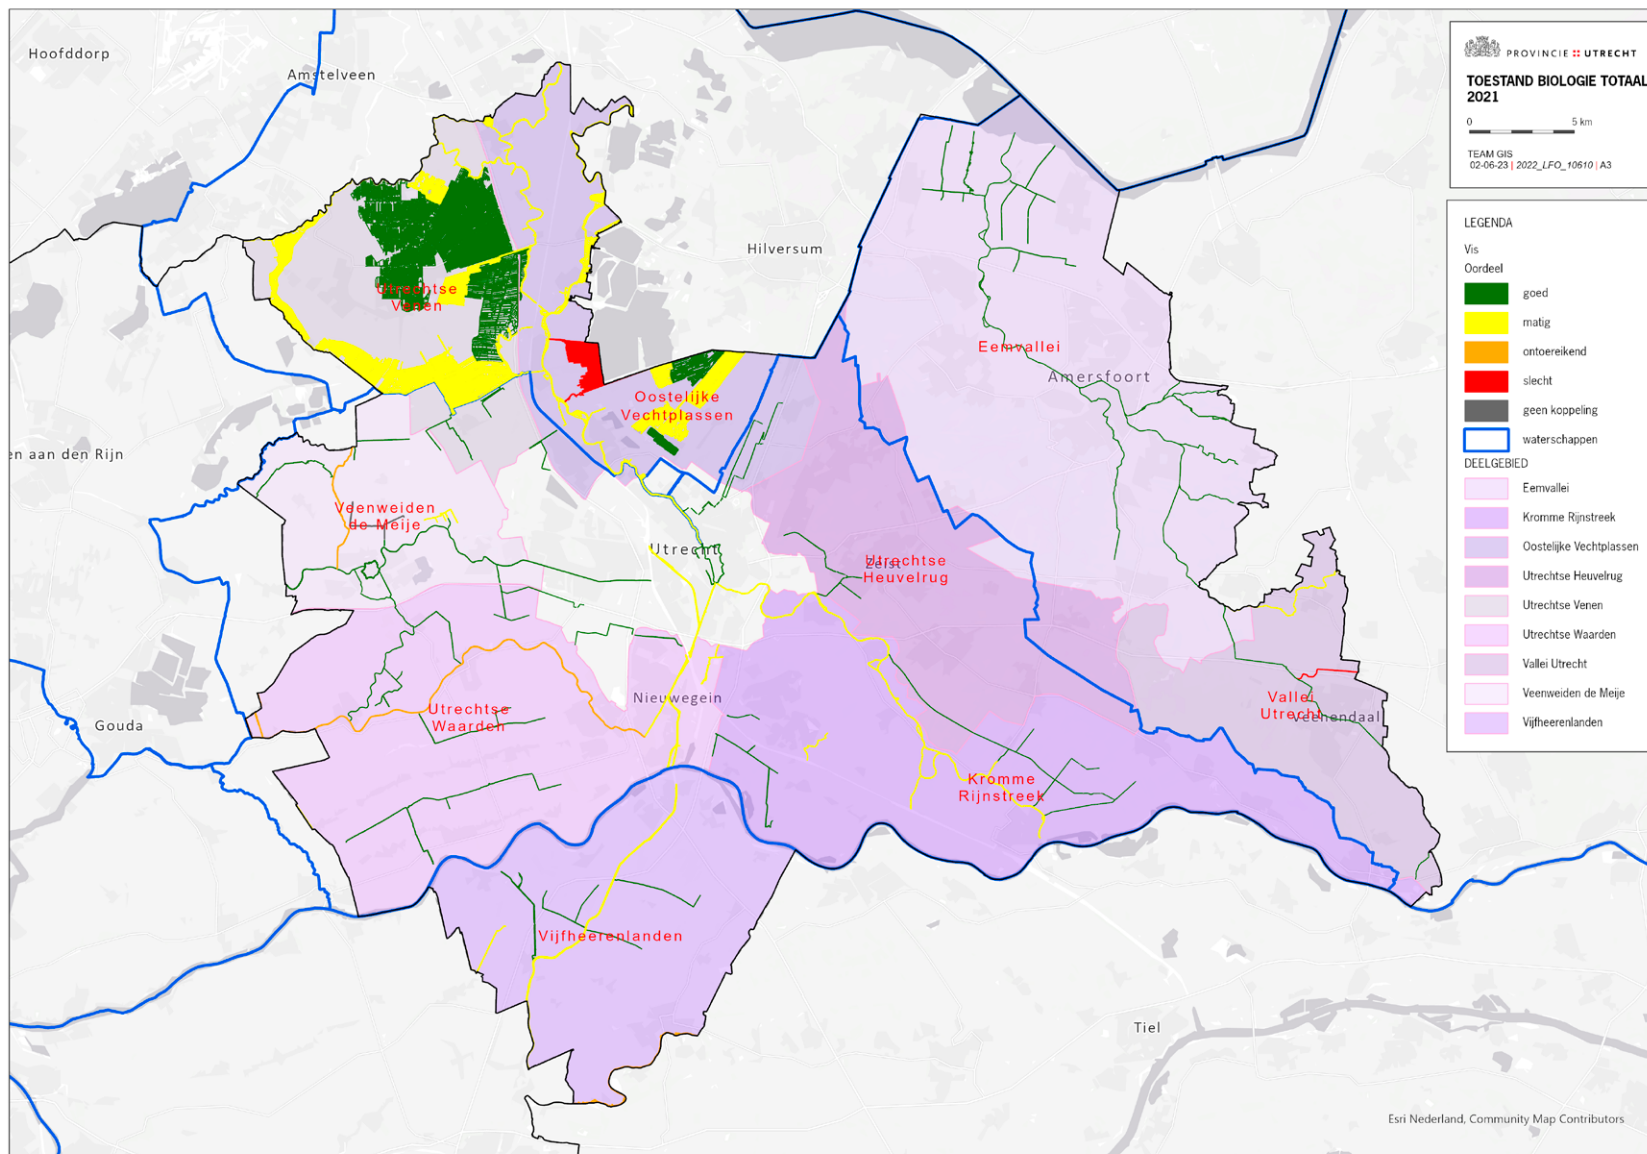 PROVINCIE :: UTRECHT
TOESTAND BIOLOGIE TOTAAL
2021
0 5 km
TEAM GIS
02-06-23 | 2022_LFO_10610 | A3
LEGENDA
Vis
Oordeel
goed
matig
ontoereikend
slecht
geen koppeling
waterschappen
DEELGEBIED
Eemvallei
Kromme Rijnstreek
Oostelijke Vechtplassen
Utrechtse Heuvelrug
Utrechtse Venen
Utrechtse Waarden
Vallei Utrecht
Veenweiden de Meije
Vijfheerenlanden
Hoofddorp
Amstelveen
Hilversum
Utrechtse
Venen
Eemvallei
Amersfoort
Oostelijke
Vechtplassen
en aan den Rijn
Veenweiden
de Meije
Utrecht
Zeist
Utrechtse
Heuvelrug
Nieuwegein
Vallei
Utrecht
Veenendaal
Gouda
Utrechtse
Waarden
Kromme
Rijnstreek
Vijfheerenlanden
Tiel
Esri Nederland, Community Map Contributors